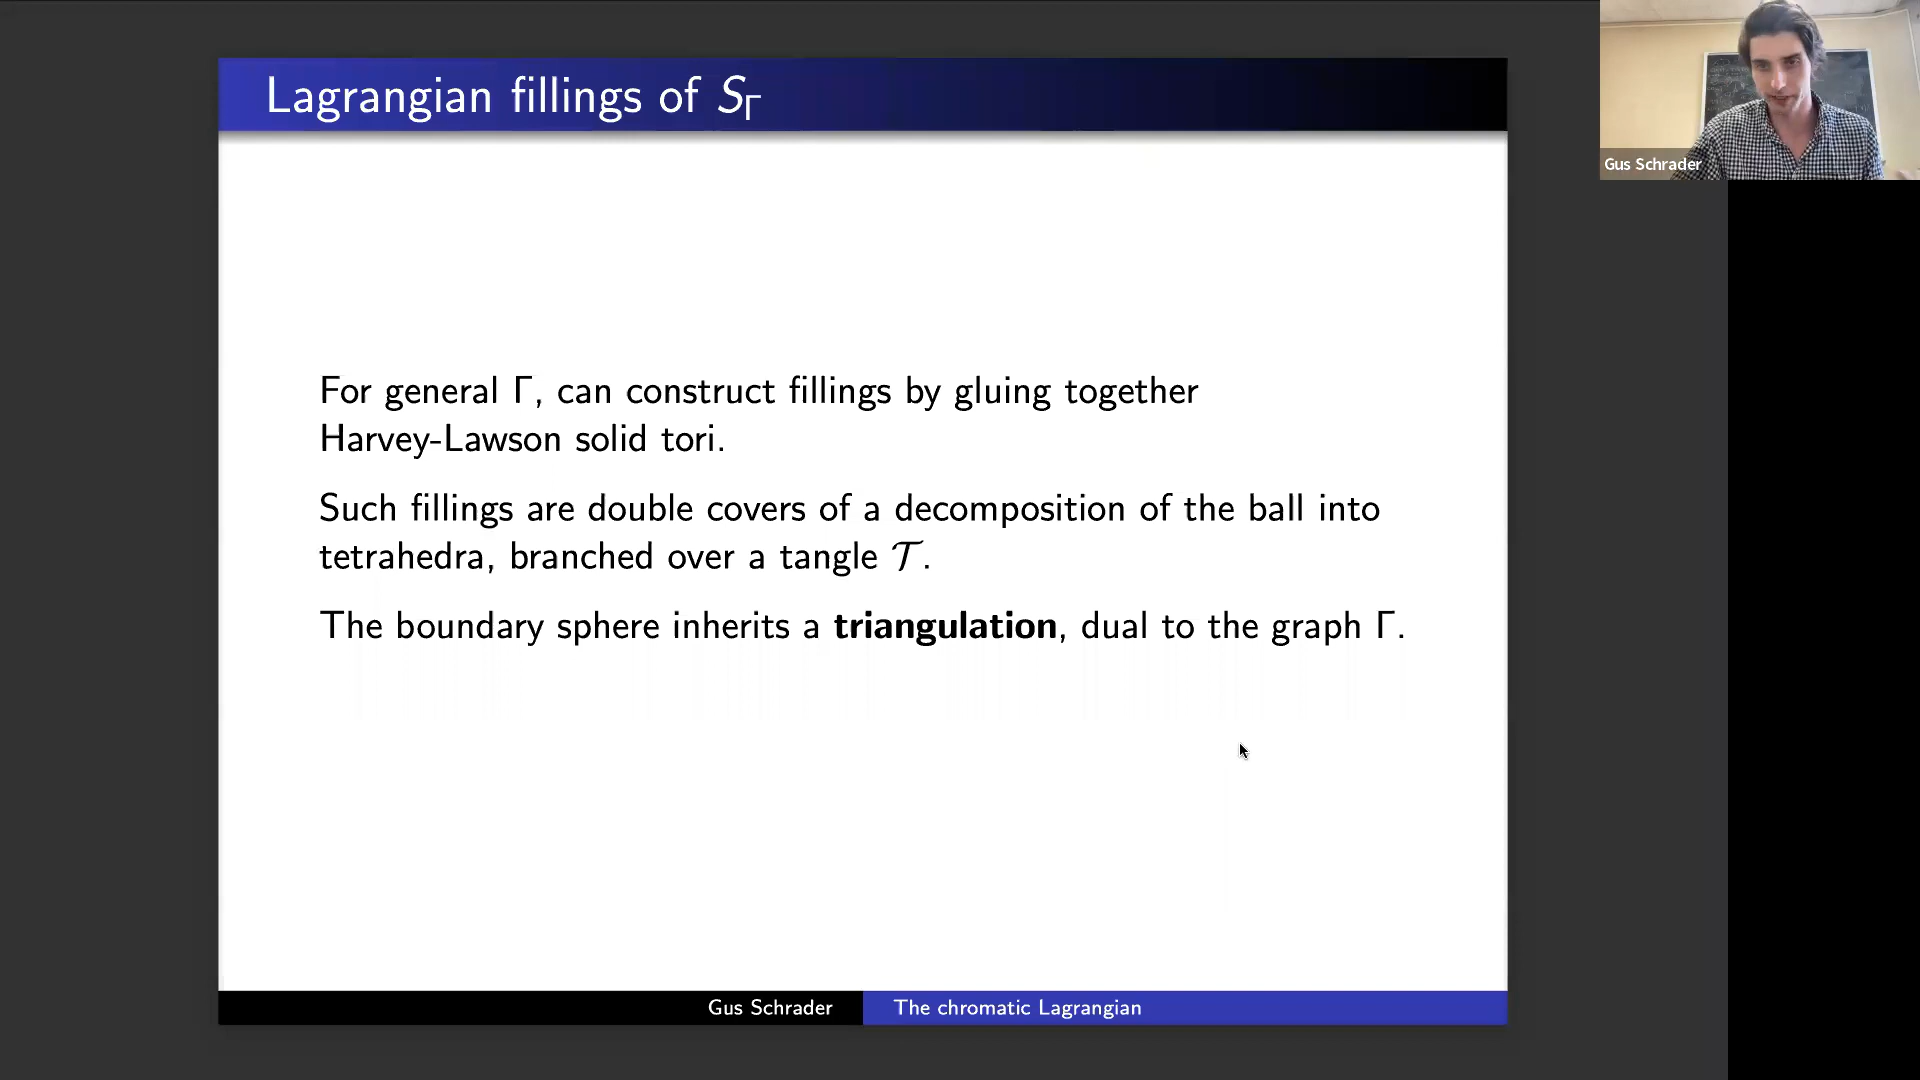 Lagrangian fillings of S_Γ
Gus Schrader
For general Γ, can construct fillings by gluing together
Harvey-Lawson solid tori.
Such fillings are double covers of a decomposition of the ball into
tetrahedra, branched over a tangle 𝒯.
The boundary sphere inherits a triangulation, dual to the graph Γ.
Gus Schrader
The chromatic Lagrangian